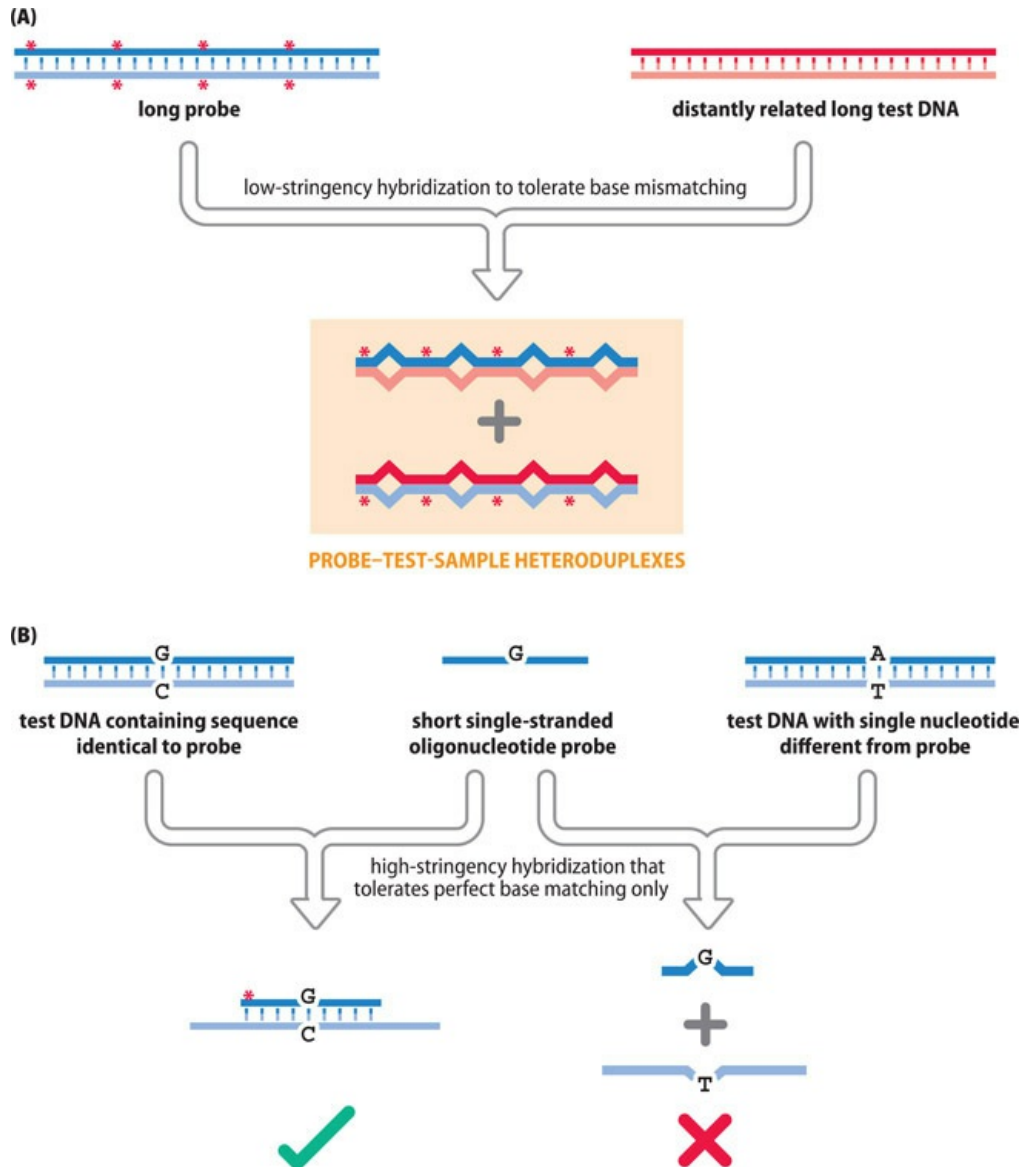 (A)
long probe
distantly related long test DNA
low-stringency hybridization to tolerate base mismatching
PROBE–TEST-SAMPLE HETERODUPLEXES
(B)
G
C
test DNA containing sequence
identical to probe
G
short single-stranded
oligonucleotide probe
A
T
test DNA with single nucleotide
different from probe
high-stringency hybridization that
tolerates perfect base matching only
G
C
G
T